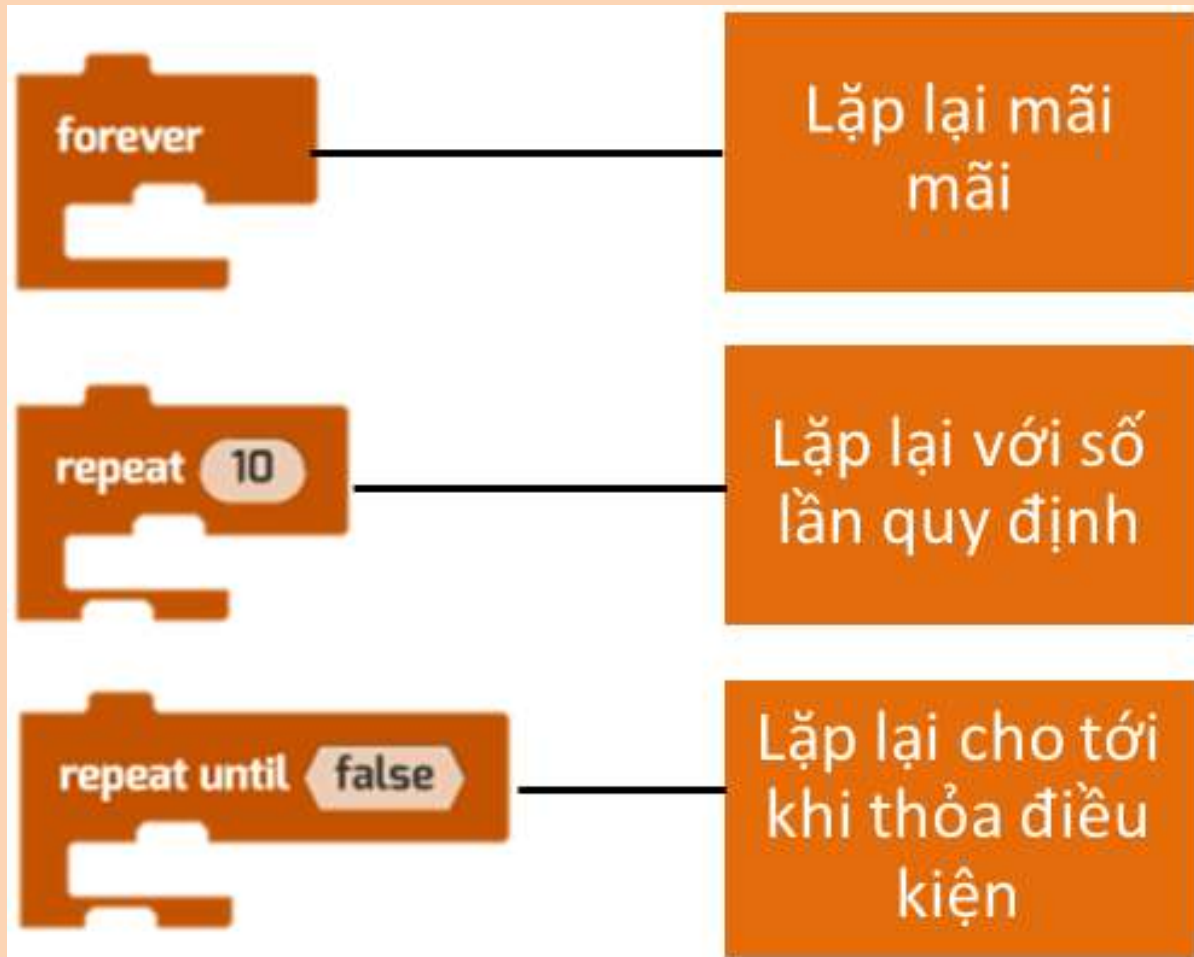 forever
Lặp lại mãi
mãi
repeat 10
Lặp lại với số
lần quy định
repeat until false
Lặp lại cho tới
khi thỏa điều
kiện